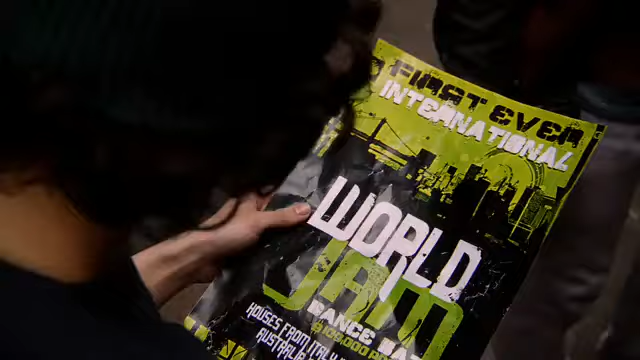 FIRST EVER
INTERNATIONAL
WORLD
JAM
DANCE
HOUSES FROM ITALY
AUSTRALIA